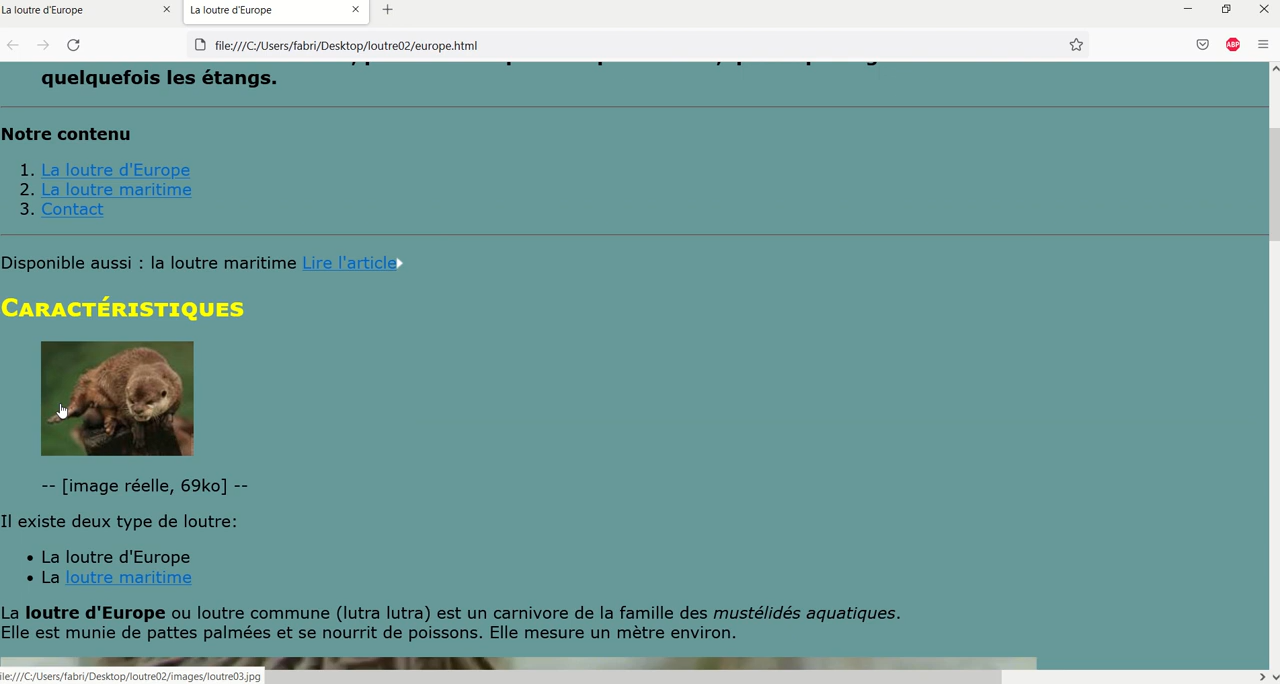 La loutre d'Europe
La loutre d'Europe
file:///C:/Users/fabri/Desktop/loutre02/europe.html
ABP
quelquefois les étangs.
Notre contenu
1. La loutre d'Europe
2. La loutre maritime
3. Contact
Disponible aussi : la loutre maritime Lire l'article
Caractéristiques
-- [image réelle, 69ko] --
Il existe deux type de loutre:
• La loutre d'Europe
• La loutre maritime
La loutre d'Europe ou loutre commune (lutra lutra) est un carnivore de la famille des mustélidés aquatiques.
Elle est munie de pattes palmées et se nourrit de poissons. Elle mesure un mètre environ.
ile:///C:/Users/fabri/Desktop/loutre02/images/loutre03.jpg